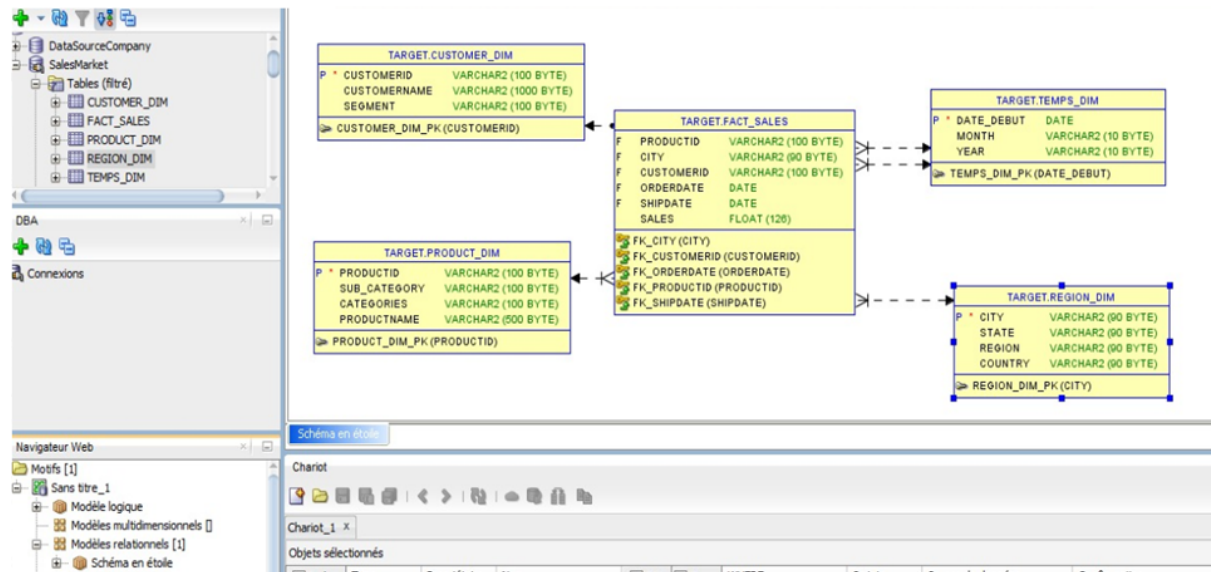 DataSourceCompany
SalesMarket
Tables (filtré)
CUSTOMER_DIM
FACT_SALES
PRODUCT_DIM
REGION_DIM
TEMPS_DIM
DBA
Connexions
Navigateur Web
Motifs [1]
Sans titre_1
Modèle logique
Modèles multidimensionnels []
Modèles relationnels [1]
Schéma en étoile
TARGET.CUSTOMER_DIM
P * CUSTOMERID VARCHAR2 (100 BYTE)
CUSTOMERNAME VARCHAR2 (1000 BYTE)
SEGMENT VARCHAR2 (100 BYTE)
CUSTOMER_DIM_PK (CUSTOMERID)
TARGET.FACT_SALES
F PRODUCTID VARCHAR2 (100 BYTE)
F CITY VARCHAR2 (90 BYTE)
F CUSTOMERID VARCHAR2 (100 BYTE)
F ORDERDATE DATE
F SHIPDATE DATE
SALES FLOAT (126)
FK_CITY (CITY)
FK_CUSTOMERID (CUSTOMERID)
FK_ORDERDATE (ORDERDATE)
FK_PRODUCTID (PRODUCTID)
FK_SHIPDATE (SHIPDATE)
TARGET.TEMPS_DIM
P * DATE_DEBUT DATE
MONTH VARCHAR2 (10 BYTE)
YEAR VARCHAR2 (10 BYTE)
TEMPS_DIM_PK (DATE_DEBUT)
TARGET.PRODUCT_DIM
P * PRODUCTID VARCHAR2 (100 BYTE)
SUB_CATEGORY VARCHAR2 (100 BYTE)
CATEGORIES VARCHAR2 (100 BYTE)
PRODUCTNAME VARCHAR2 (500 BYTE)
PRODUCT_DIM_PK (PRODUCTID)
TARGET.REGION_DIM
P * CITY VARCHAR2 (90 BYTE)
STATE VARCHAR2 (90 BYTE)
REGION VARCHAR2 (90 BYTE)
COUNTRY VARCHAR2 (90 BYTE)
REGION_DIM_PK (CITY)
Schéma en étoile
Chariot
Chariot_1
Objets sélectionnés